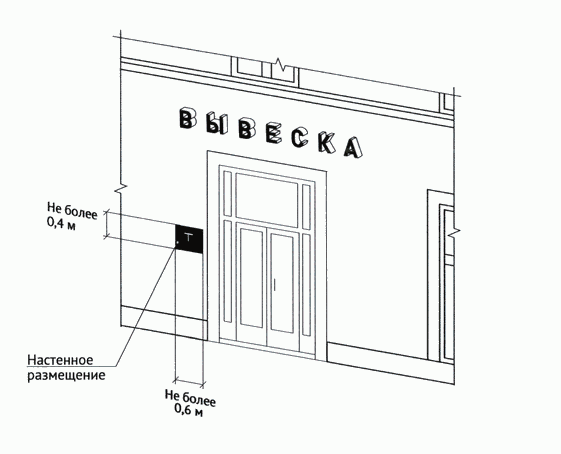 ВЫВЕСКА
Не более
0,4 м
Т
Настенное
размещение
Не более
0,6 м